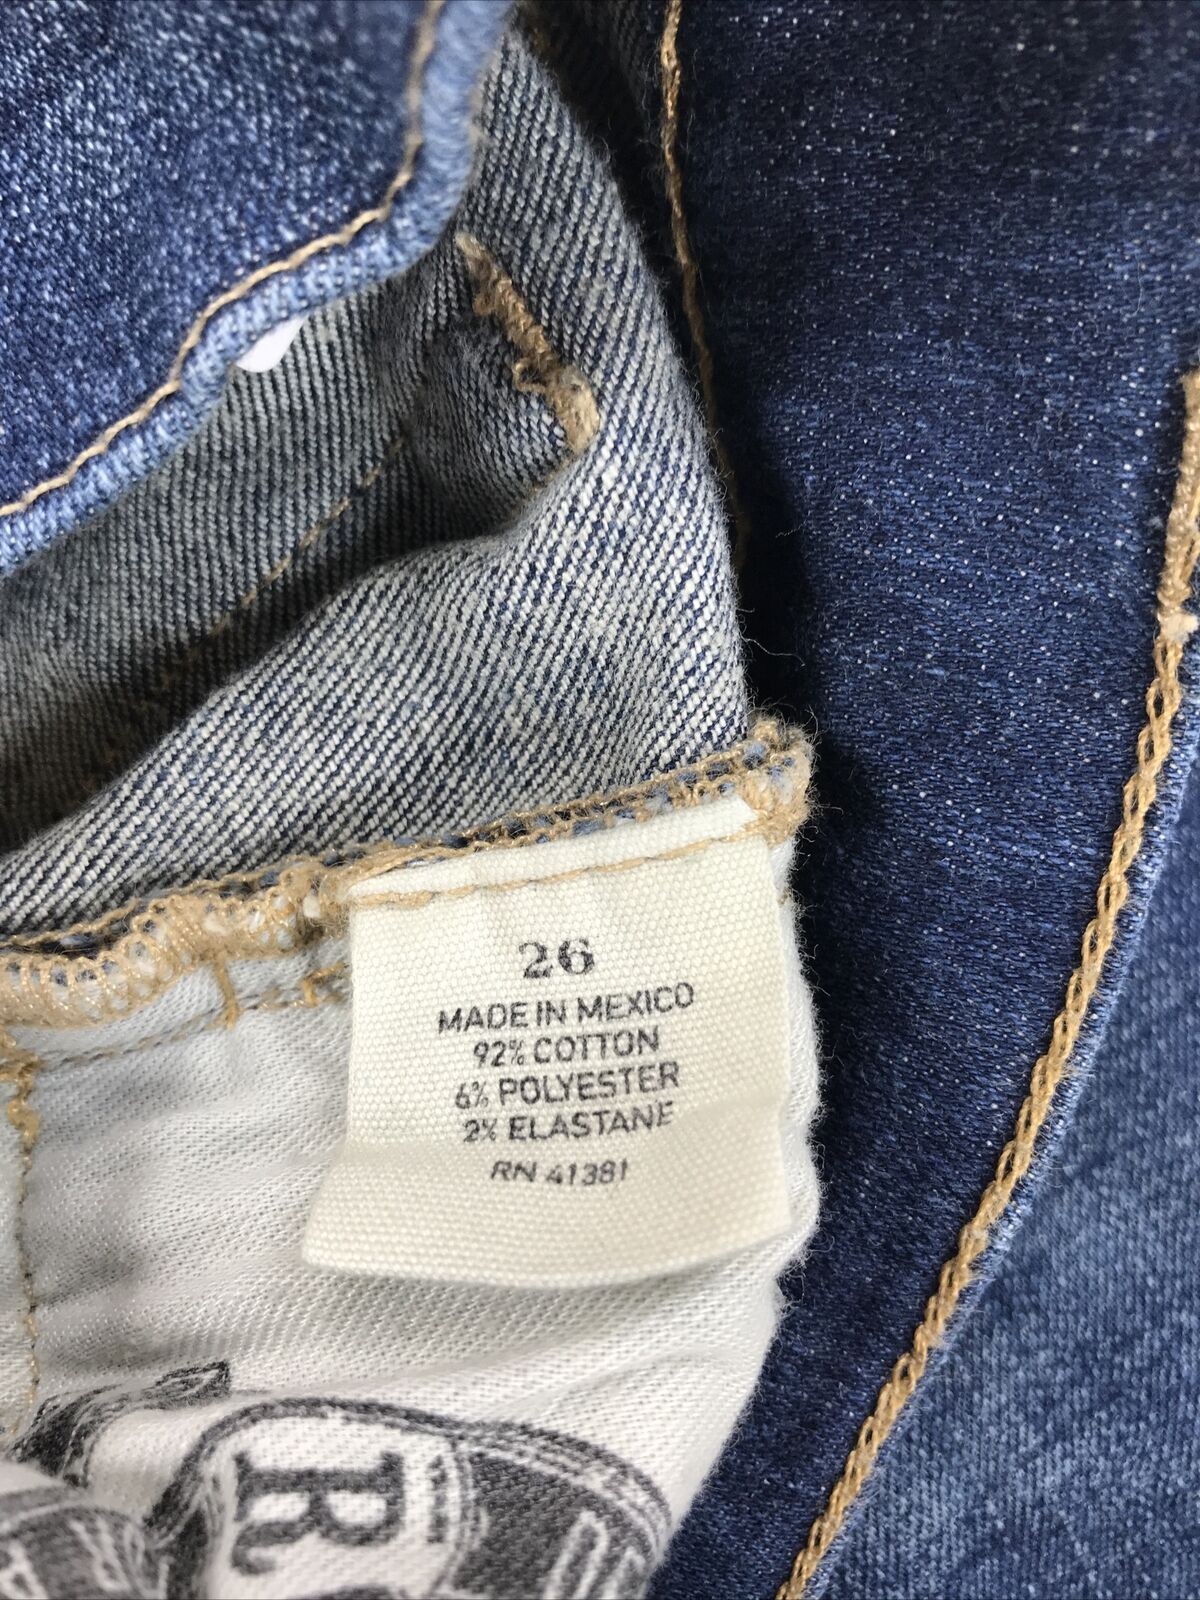 26
MADE IN MEXICO
92% COTTON
6% POLYESTER
2% ELASTANE
RN 41381